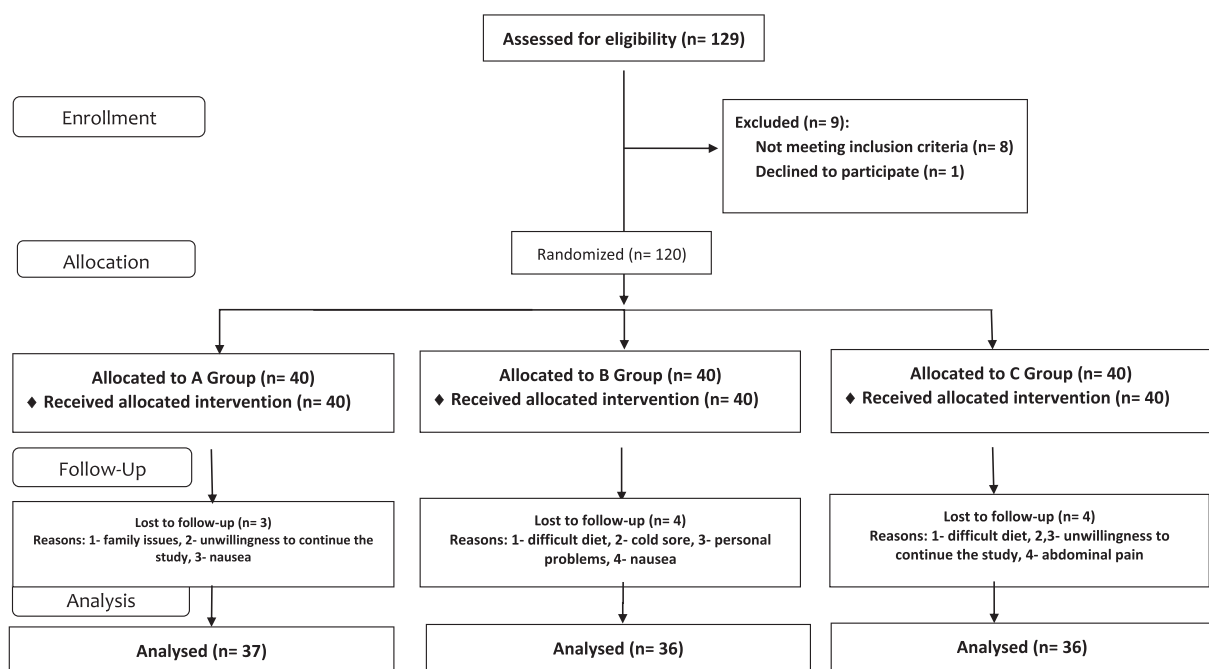 Assessed for eligibility (n= 129)
Enrollment
Excluded (n= 9):
Not meeting inclusion criteria (n= 8)
Declined to participate (n= 1)
Allocation
Randomized (n= 120)
Allocated to A Group (n= 40)
♦ Received allocated intervention (n= 40)
Allocated to B Group (n= 40)
♦ Received allocated intervention (n= 40)
Allocated to C Group (n= 40)
♦ Received allocated intervention (n= 40)
Follow-Up
Lost to follow-up (n= 3)
Reasons: 1- family issues, 2- unwillingness to continue the
study, 3- nausea
Lost to follow-up (n= 4)
Reasons: 1- difficult diet, 2- cold sore, 3- personal
problems, 4- nausea
Lost to follow-up (n= 4)
Reasons: 1- difficult diet, 2,3- unwillingness to
continue the study, 4- abdominal pain
Analysis
Analysed (n= 37)
Analysed (n= 36)
Analysed (n= 36)